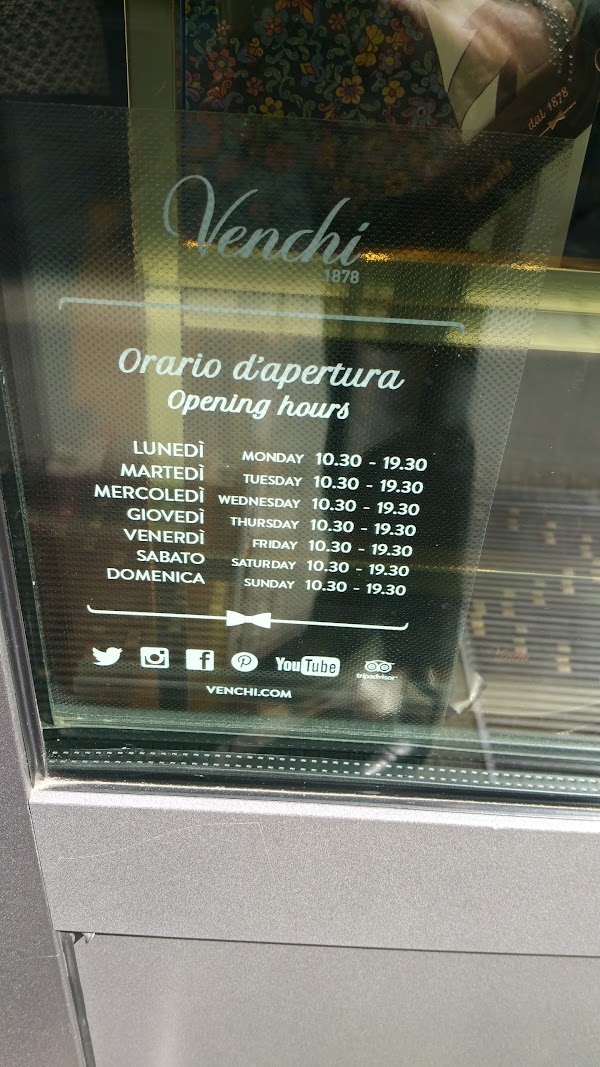 dal 1878
Venchi
Venchi
1878
Orario d'apertura
Opening hours
LUNEDÌ MONDAY 10.30 - 19.30
MARTEDÌ TUESDAY 10.30 - 19.30
MERCOLEDÌ WEDNESDAY 10.30 - 19.30
GIOVEDÌ THURSDAY 10.30 - 19.30
VENERDÌ FRIDAY 10.30 - 19.30
SABATO SATURDAY 10.30 - 19.30
DOMENICA SUNDAY 10.30 - 19.30
YouTube
tripadvisor
VENCHI.COM